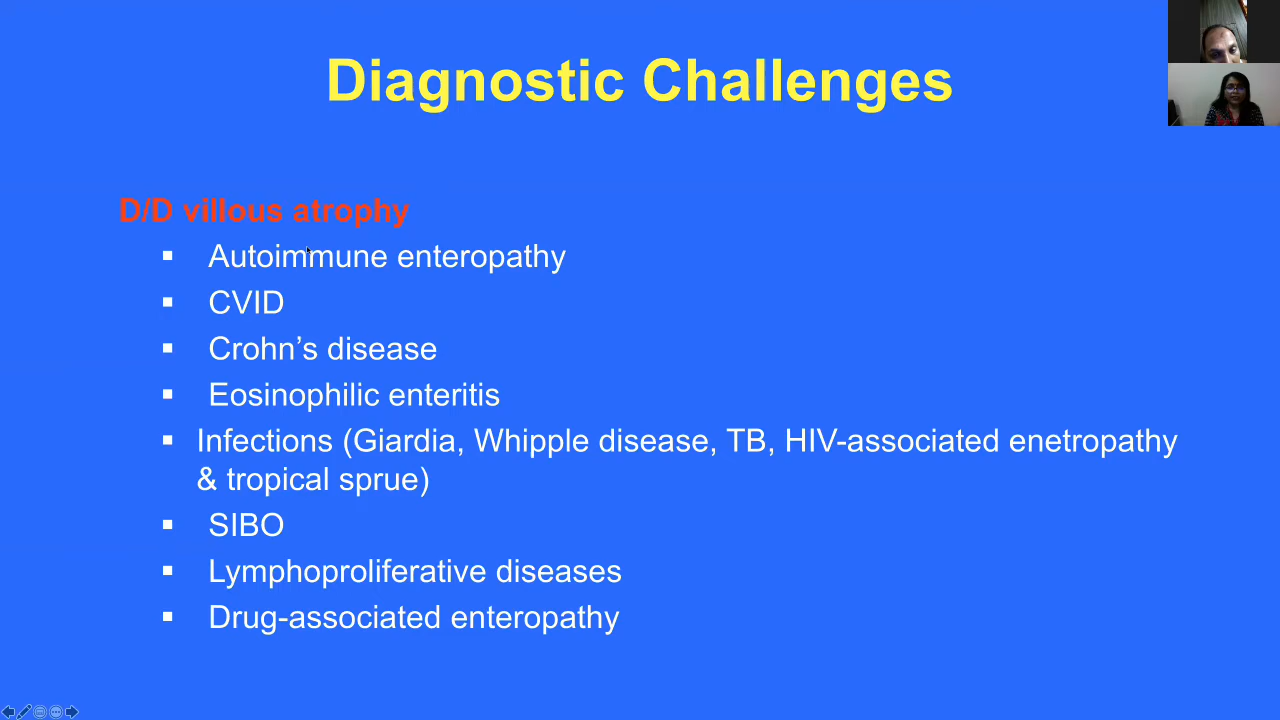 Diagnostic Challenges
D/D villous atrophy
▪ Autoimmune enteropathy
▪ CVID
▪ Crohn’s disease
▪ Eosinophilic enteritis
▪ Infections (Giardia, Whipple disease, TB, HIV-associated enetropathy
& tropical sprue)
▪ SIBO
▪ Lymphoproliferative diseases
▪ Drug-associated enteropathy